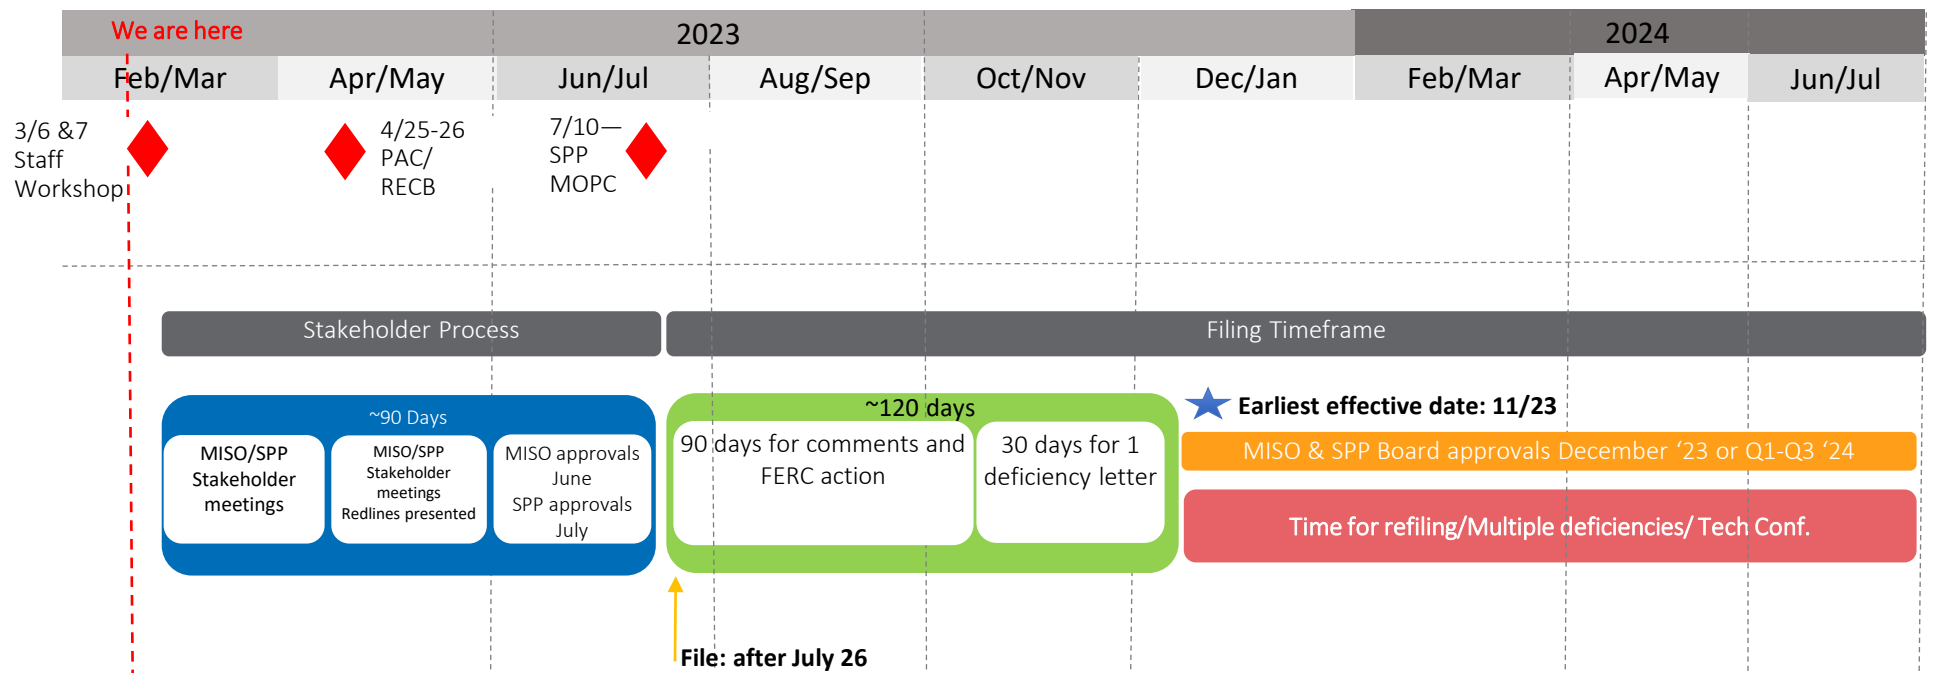 We are here
2023
2024
Feb/Mar
Apr/May
Jun/Jul
Aug/Sep
Oct/Nov
Dec/Jan
Feb/Mar
Apr/May
Jun/Jul
3/6 &7
Staff
Workshop
4/25-26
PAC/
RECB
7/10—
SPP
MOPC
Stakeholder Process
Filing Timeframe
~90 Days
MISO/SPP
Stakeholder
meetings
MISO/SPP
Stakeholder
meetings
Redlines presented
MISO approvals
June
SPP approvals
July
~120 days
90 days for comments and
FERC action
30 days for 1
deficiency letter
Earliest effective date: 11/23
MISO & SPP Board approvals December ‘23 or Q1-Q3 ‘24
Time for refiling/Multiple deficiencies/ Tech Conf.
File: after July 26